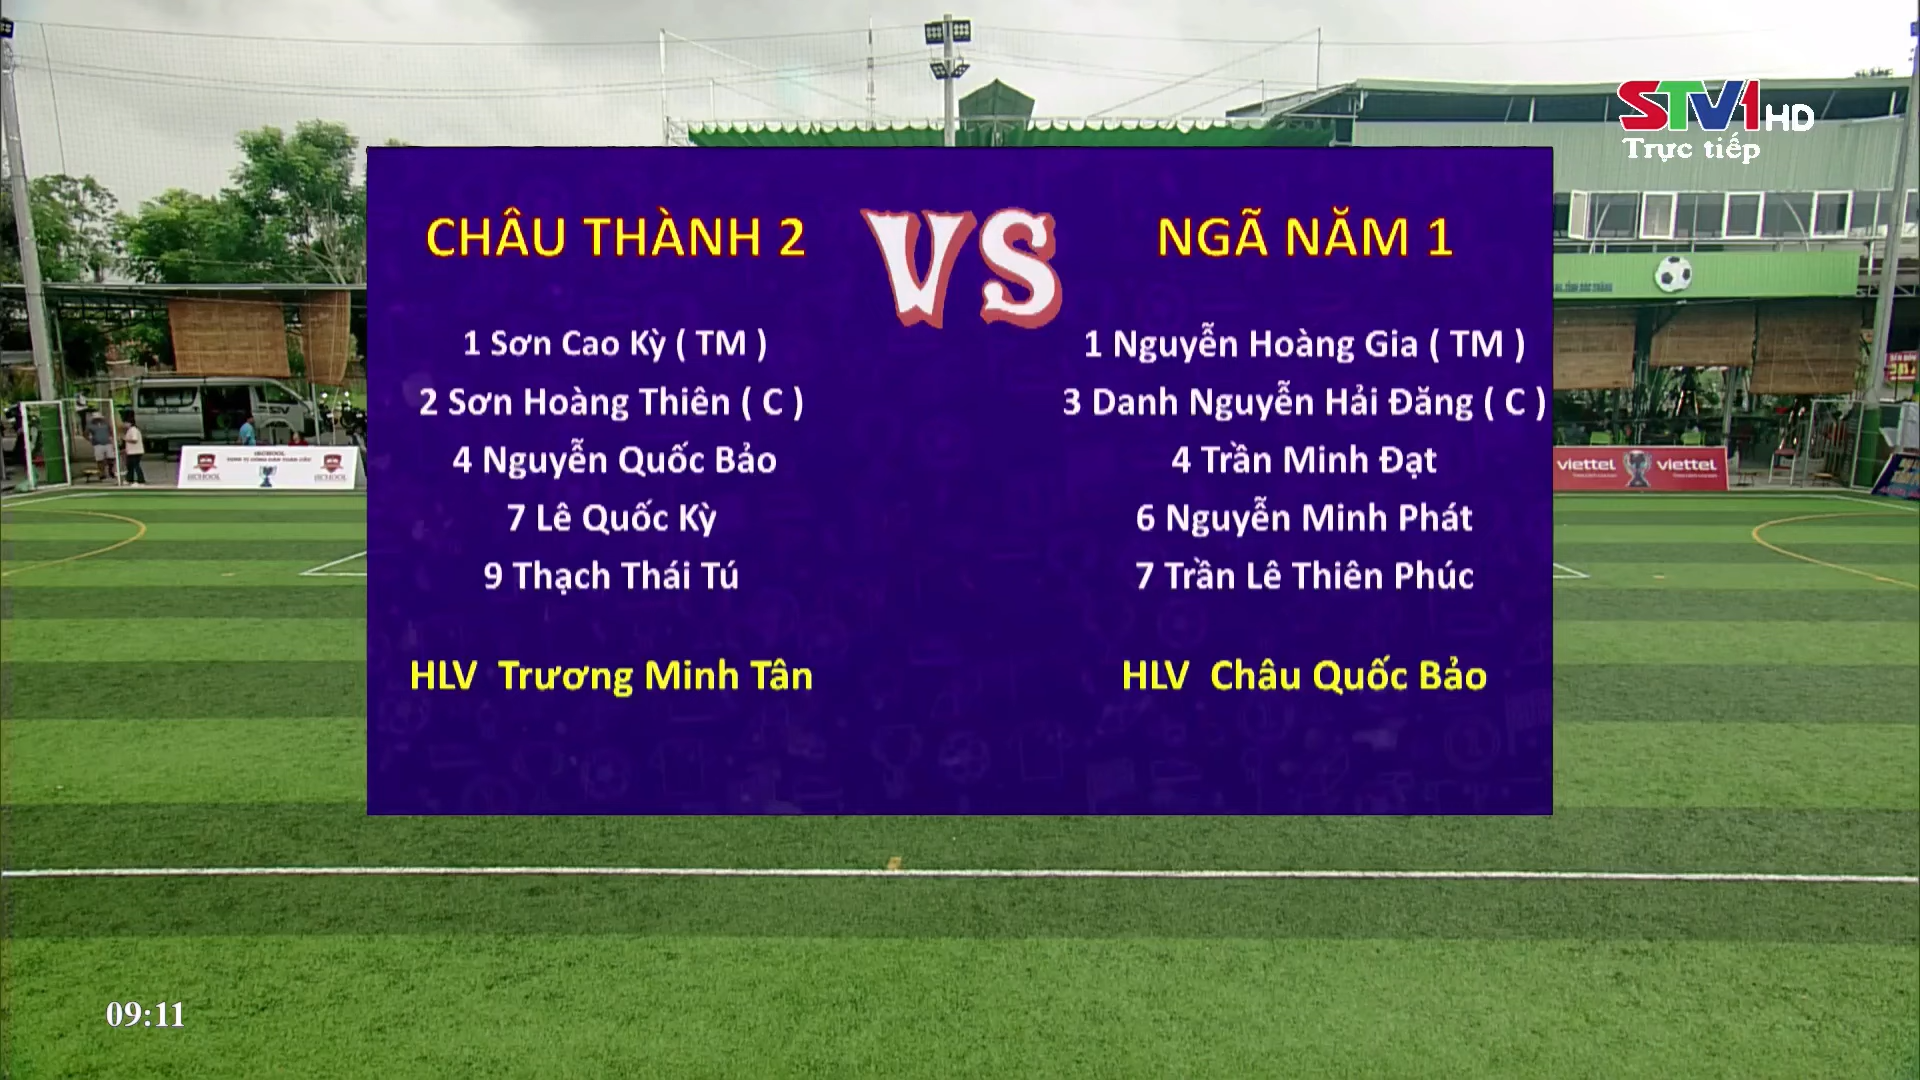 STV1 HD
Trực tiếp
CHÂU THÀNH 2
VS
NGÃ NĂM 1
1 Sơn Cao Kỳ ( TM )
2 Sơn Hoàng Thiên ( C )
4 Nguyễn Quốc Bảo
7 Lê Quốc Kỳ
9 Thạch Thái Tú
HLV Trương Minh Tân
1 Nguyễn Hoàng Gia ( TM )
3 Danh Nguyễn Hải Đăng ( C )
4 Trần Minh Đạt
6 Nguyễn Minh Phát
7 Trần Lê Thiên Phúc
HLV Châu Quốc Bảo
iSCHOOL
iSCHOOL
iSCHOOL
viettel
viettel
09:11